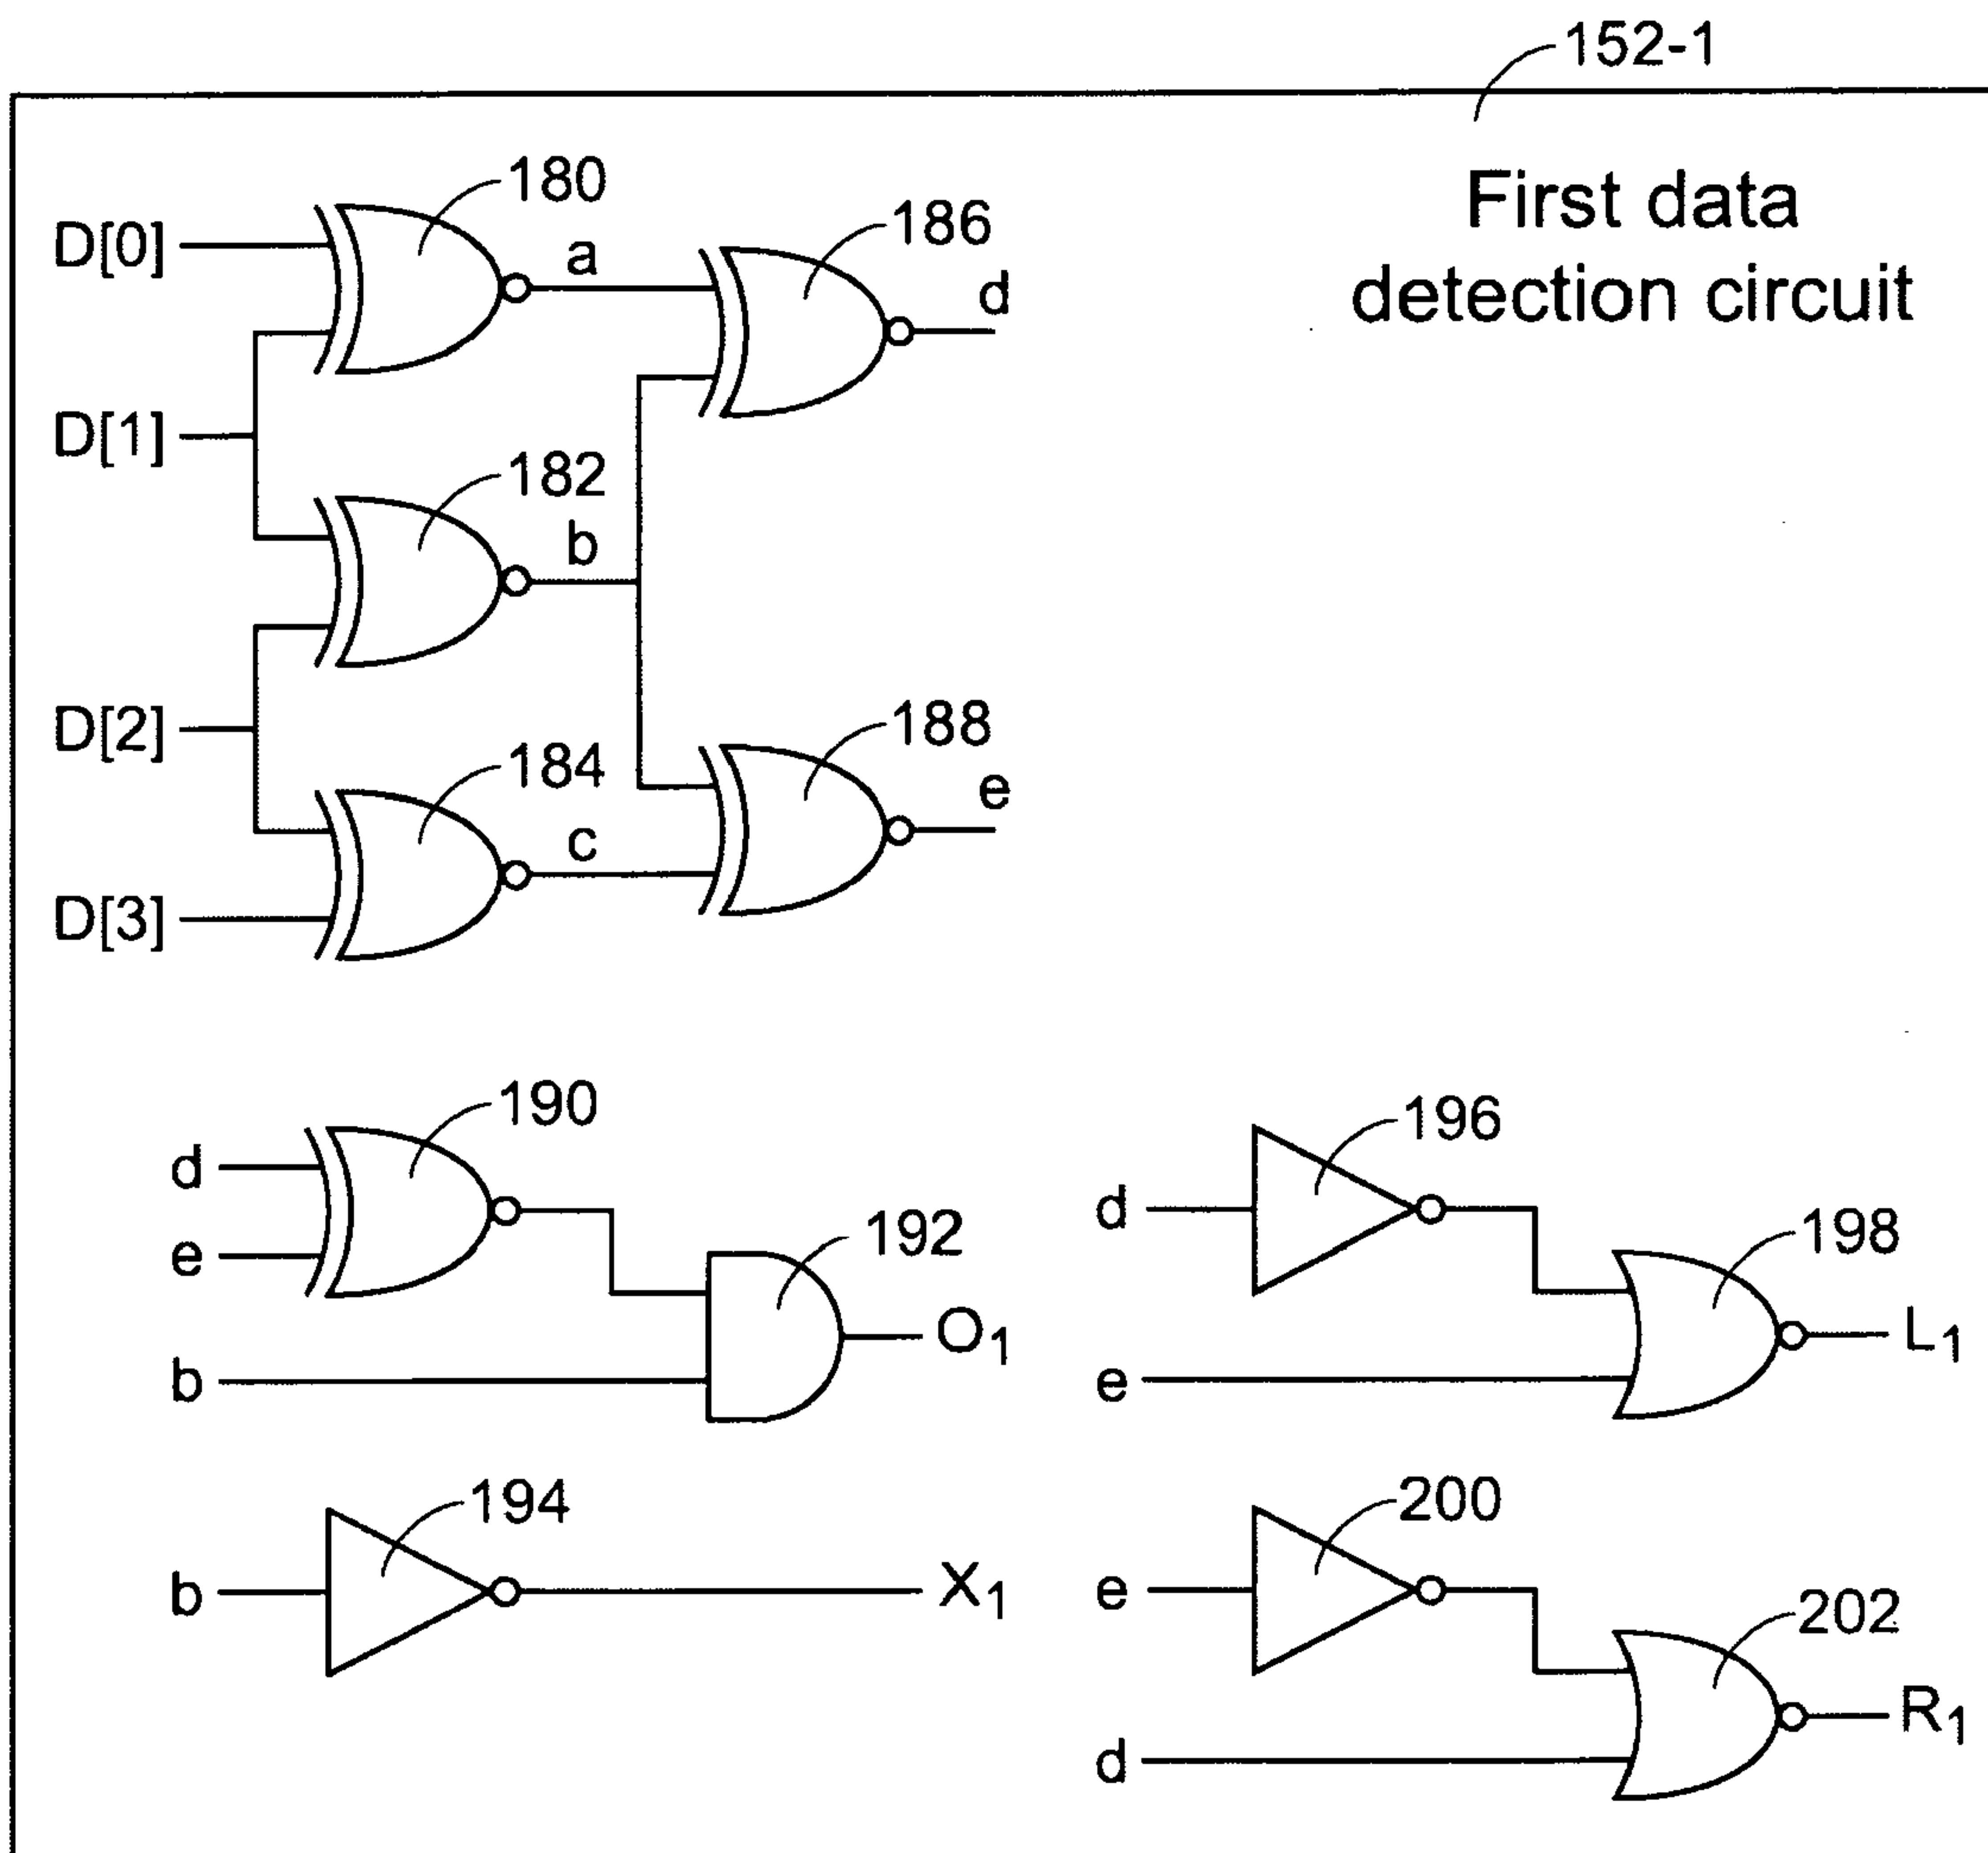 152-1
First data
detection circuit
180
D[0]
a
186
d
D[1]
182
b
D[2]
184
188
e
c
D[3]
190
d
e
192
O1
b
196
d
198
L1
e
194
b
X1
200
e
202
R1
d